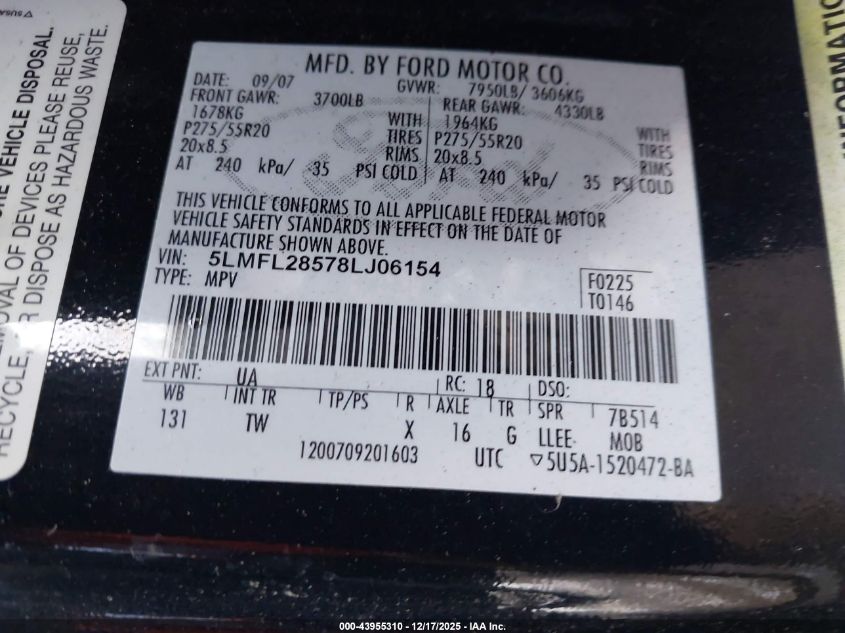 MFD. BY FORD MOTOR CO.
DATE: 09/07 GVWR: 7950LB/ 3606KG
FRONT GAWR: 3700LB REAR GAWR: 4330LB
1678KG WITH 1964KG WITH
P275/55R20 TIRES P275/55R20 TIRES
20x8.5 RIMS 20x8.5 RIMS
AT 240 kPa/ 35 PSI COLD AT 240 kPa/ 35 PSI COLD
THIS VEHICLE CONFORMS TO ALL APPLICABLE FEDERAL MOTOR
VEHICLE SAFETY STANDARDS IN EFFECT ON THE DATE OF
MANUFACTURE SHOWN ABOVE.
VIN: 5LMFL28578LJ06154
TYPE: MPV
F0225
T0146
EXT PNT: UA RC: 18 DSO:
WB INT TR TP/PS R AXLE TR SPR 7B514
131 TW X 16 G LLEE MOB
1200709201603 UTC ▽5U5A-1520472-BA
VEHICLE DISPOSAL.
OF DEVICES PLEASE REUSE,
RECYCLE, OR DISPOSE AS HAZARDOUS WASTE.
INFORMATIO
000-43955310 - 12/17/2025 - IAA Inc.